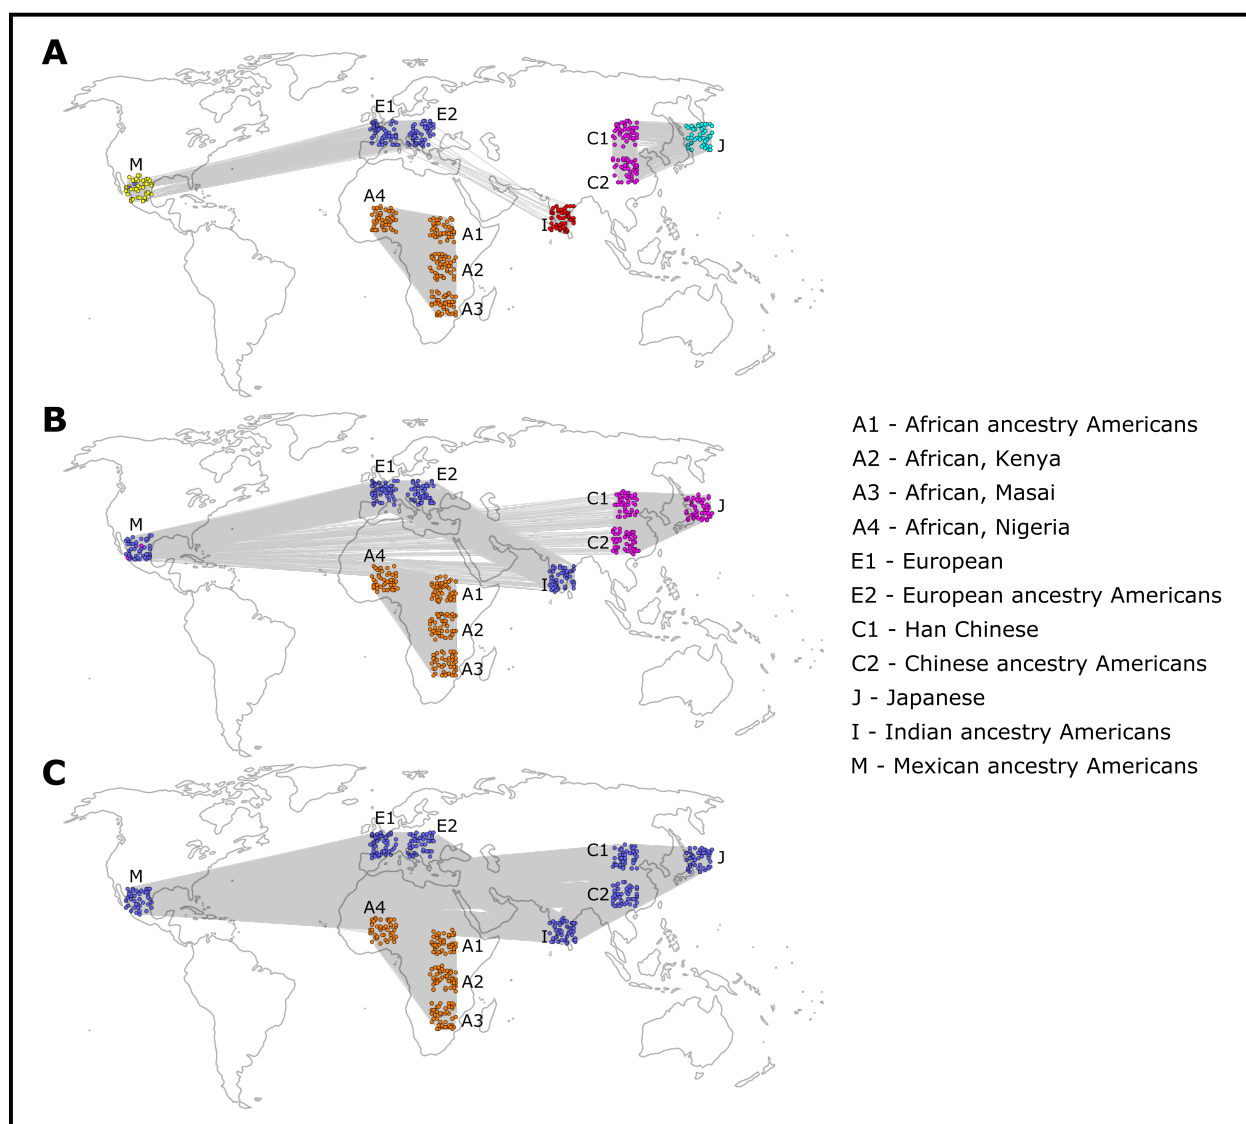 A
E1
E2
C1
J
M
C2
A4
I
A1
A2
A3
B
E1
E2
C1
J
M
C2
A4
I
A1
A2
A3
C
E1
E2
C1
J
M
C2
A4
I
A1
A2
A3
A1 - African ancestry Americans
A2 - African, Kenya
A3 - African, Masai
A4 - African, Nigeria
E1 - European
E2 - European ancestry Americans
C1 - Han Chinese
C2 - Chinese ancestry Americans
J - Japanese
I - Indian ancestry Americans
M - Mexican ancestry Americans